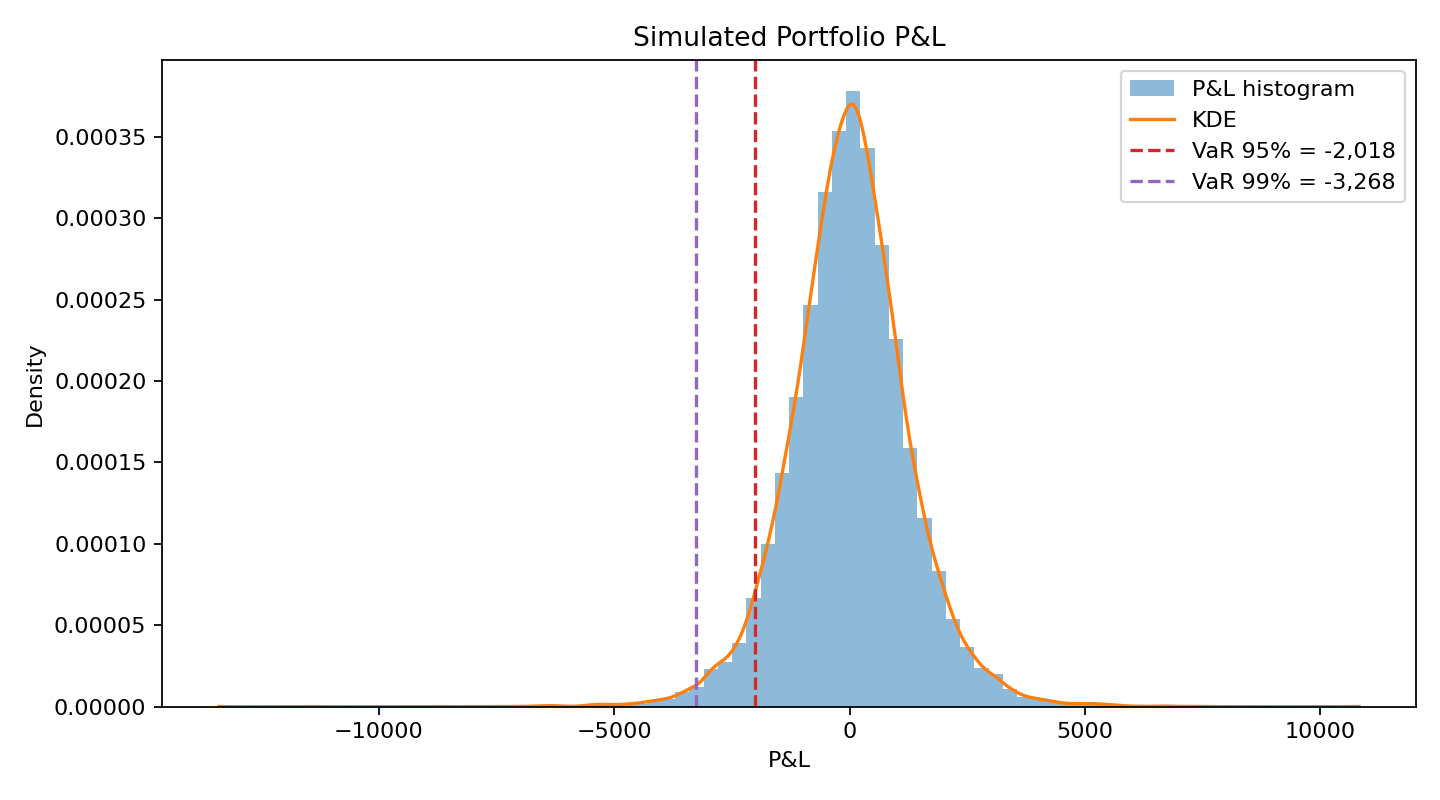 Simulated Portfolio P&L
P&L histogram
KDE
VaR 95% = -2,018
VaR 99% = -3,268
Density
0.00035
0.00030
0.00025
0.00020
0.00015
0.00010
0.00005
0.00000
−10000
−5000
0
5000
10000
P&L